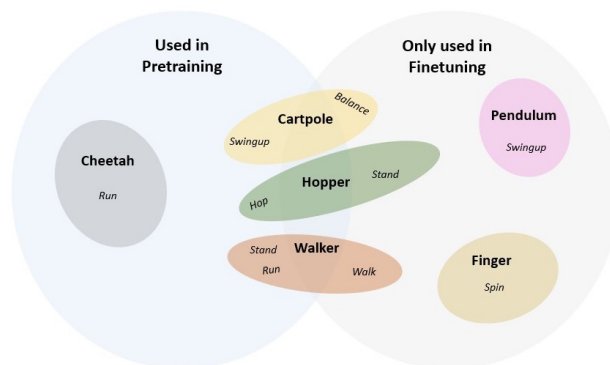 Used in
Pretraining
Only used in
Finetuning
Balance
Cartpole
Swingup
Pendulum
Swingup
Cheetah
Run
Hopper
Stand
Hop
Walker
Stand
Run
Walk
Finger
Spin